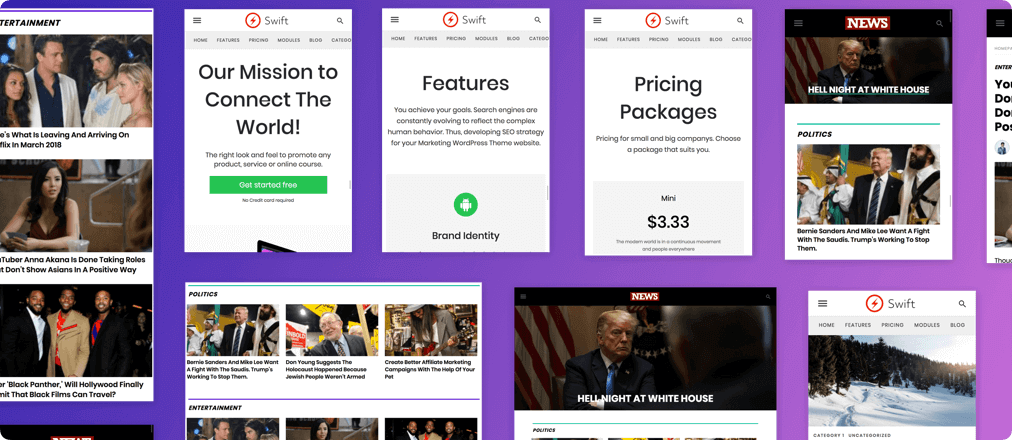 ENTERTAINMENT
What Is Leaving And Arriving On
In March 2018
Anna Akana Is Done Taking Roles
Don't Show Asians In A Positive Way
'Black Panther,' Will Hollywood Finally
That Black Films Can Travel?
NEWS
Swift
HOME FEATURES PRICING MODULES BLOG
Our Mission to
Connect The
World!
The right look and feel to promote any
product, service or online course.
Get started free
No Credit card required
Swift
HOME FEATURES PRICING MODULES BLOG
Features
You achieve your goals. Search engines are
constantly evolving to reflect the complex
human behavior. Thus, developing SEO strategy
for your Marketing WordPress Theme website.
Brand Identity
Swift
HOME FEATURES PRICING MODULES BLOG
Pricing
Packages
Pricing for small and big companys. Choose
a package that suits you.
Mini
$3.33
The modern world is in a continuous movement
and people everywhere
NEWS
HELL NIGHT AT WHITE HOUSE
POLITICS
Bernie Sanders And Mike Lee Want A Fight
With The Saudis. Trump's Working To Stop
Them.
POLITICS
Bernie Sanders And Mike Lee Want
A Fight With The Saudis. Trump's
Working To Stop Them.
Don Young Suggests The
Holocaust Happened Because
Jewish People Weren't Armed
Create Better Affiliate Marketing
Campaigns With The Help Of Your
Pet
ENTERTAINMENT
NEWS
HELL NIGHT AT WHITE HOUSE
POLITICS
Swift
HOME FEATURES PRICING MODULES BLOG
CATEGORY 1 UNCATEGORIZED